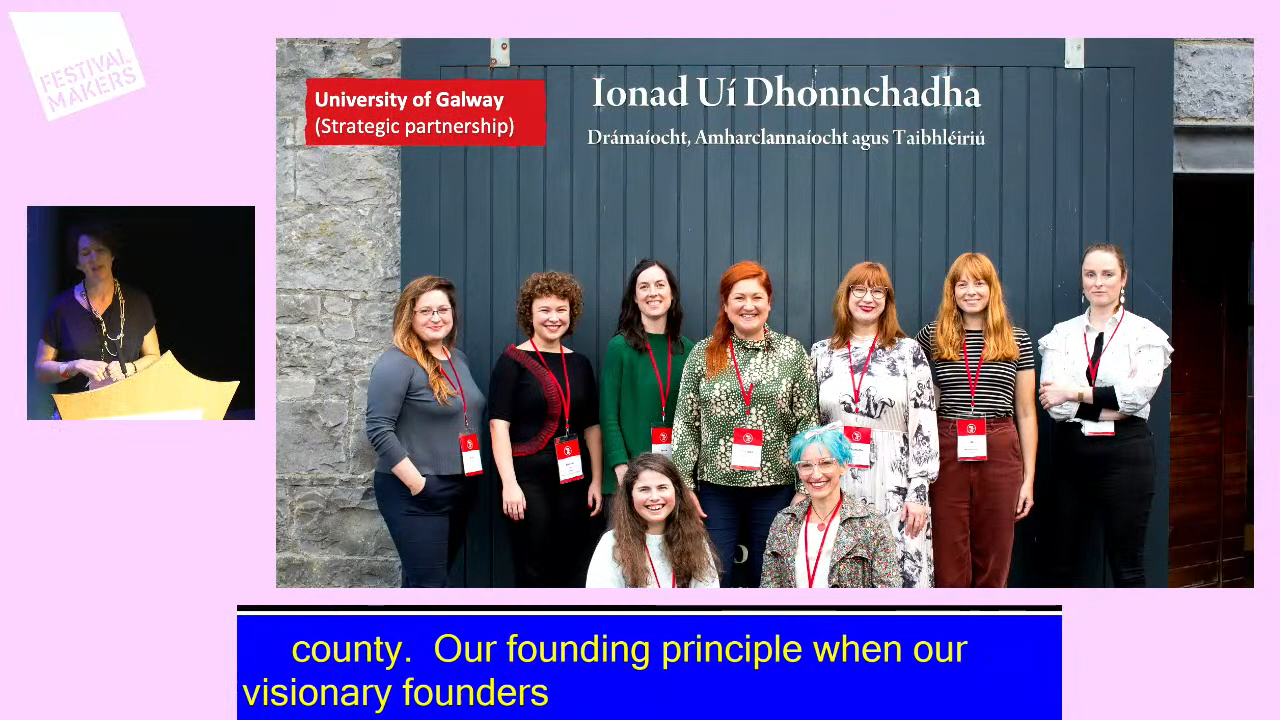 FESTIVAL
MAKERS
University of Galway
(Strategic partnership)
Ionad Uí Dhonnchadha
Drámaíocht, Amharclannaíocht agus Taibhléiriú
county.  Our founding principle when our
visionary founders